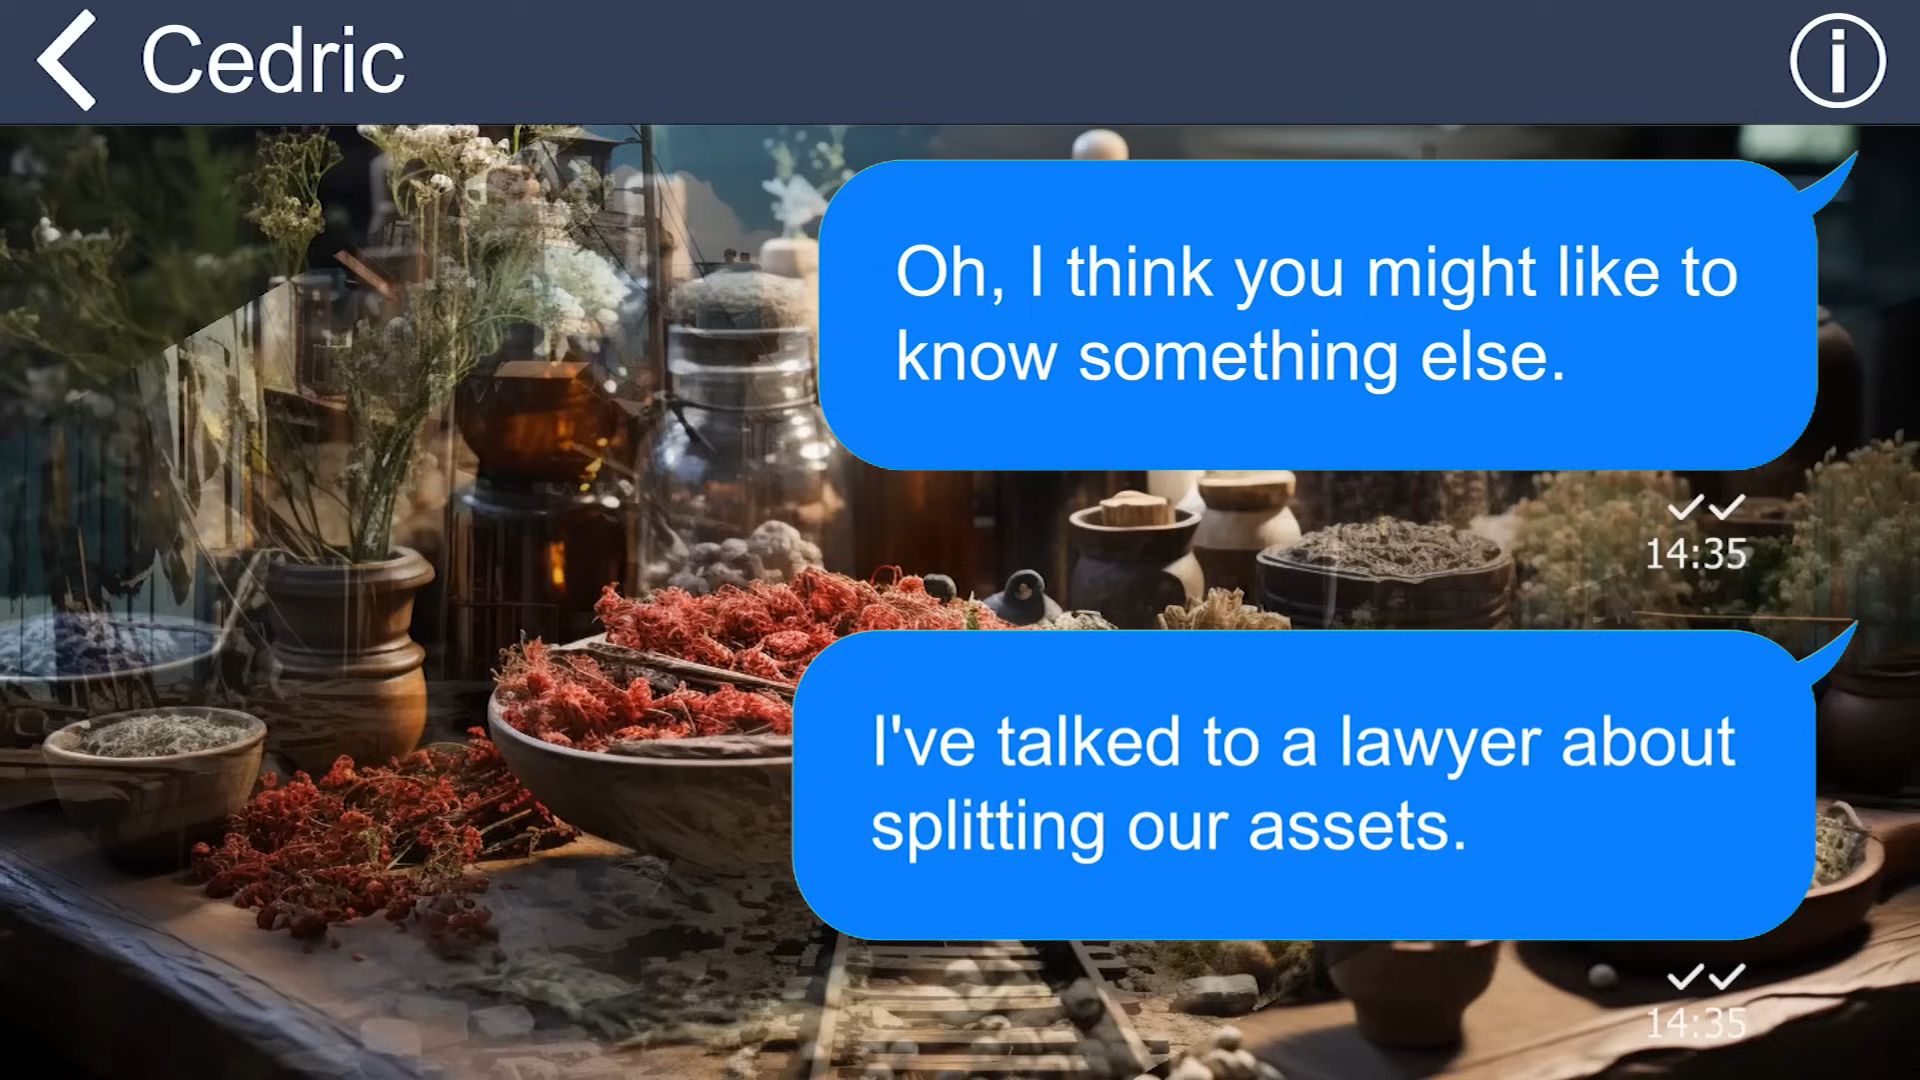 Cedric
Oh, I think you might like to
know something else.
14:35
I've talked to a lawyer about
splitting our assets.
14:35